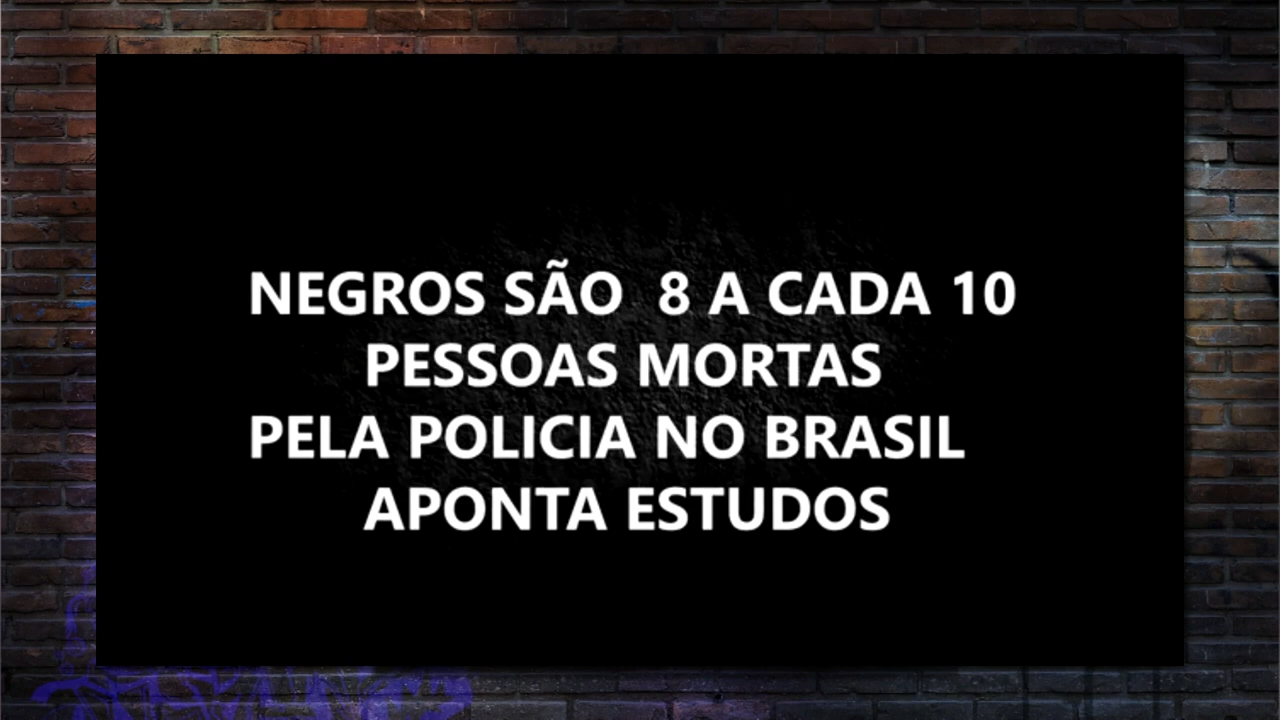 NEGROS SÃO 8 A CADA 10
PESSOAS MORTAS
PELA POLICIA NO BRASIL
APONTA ESTUDOS